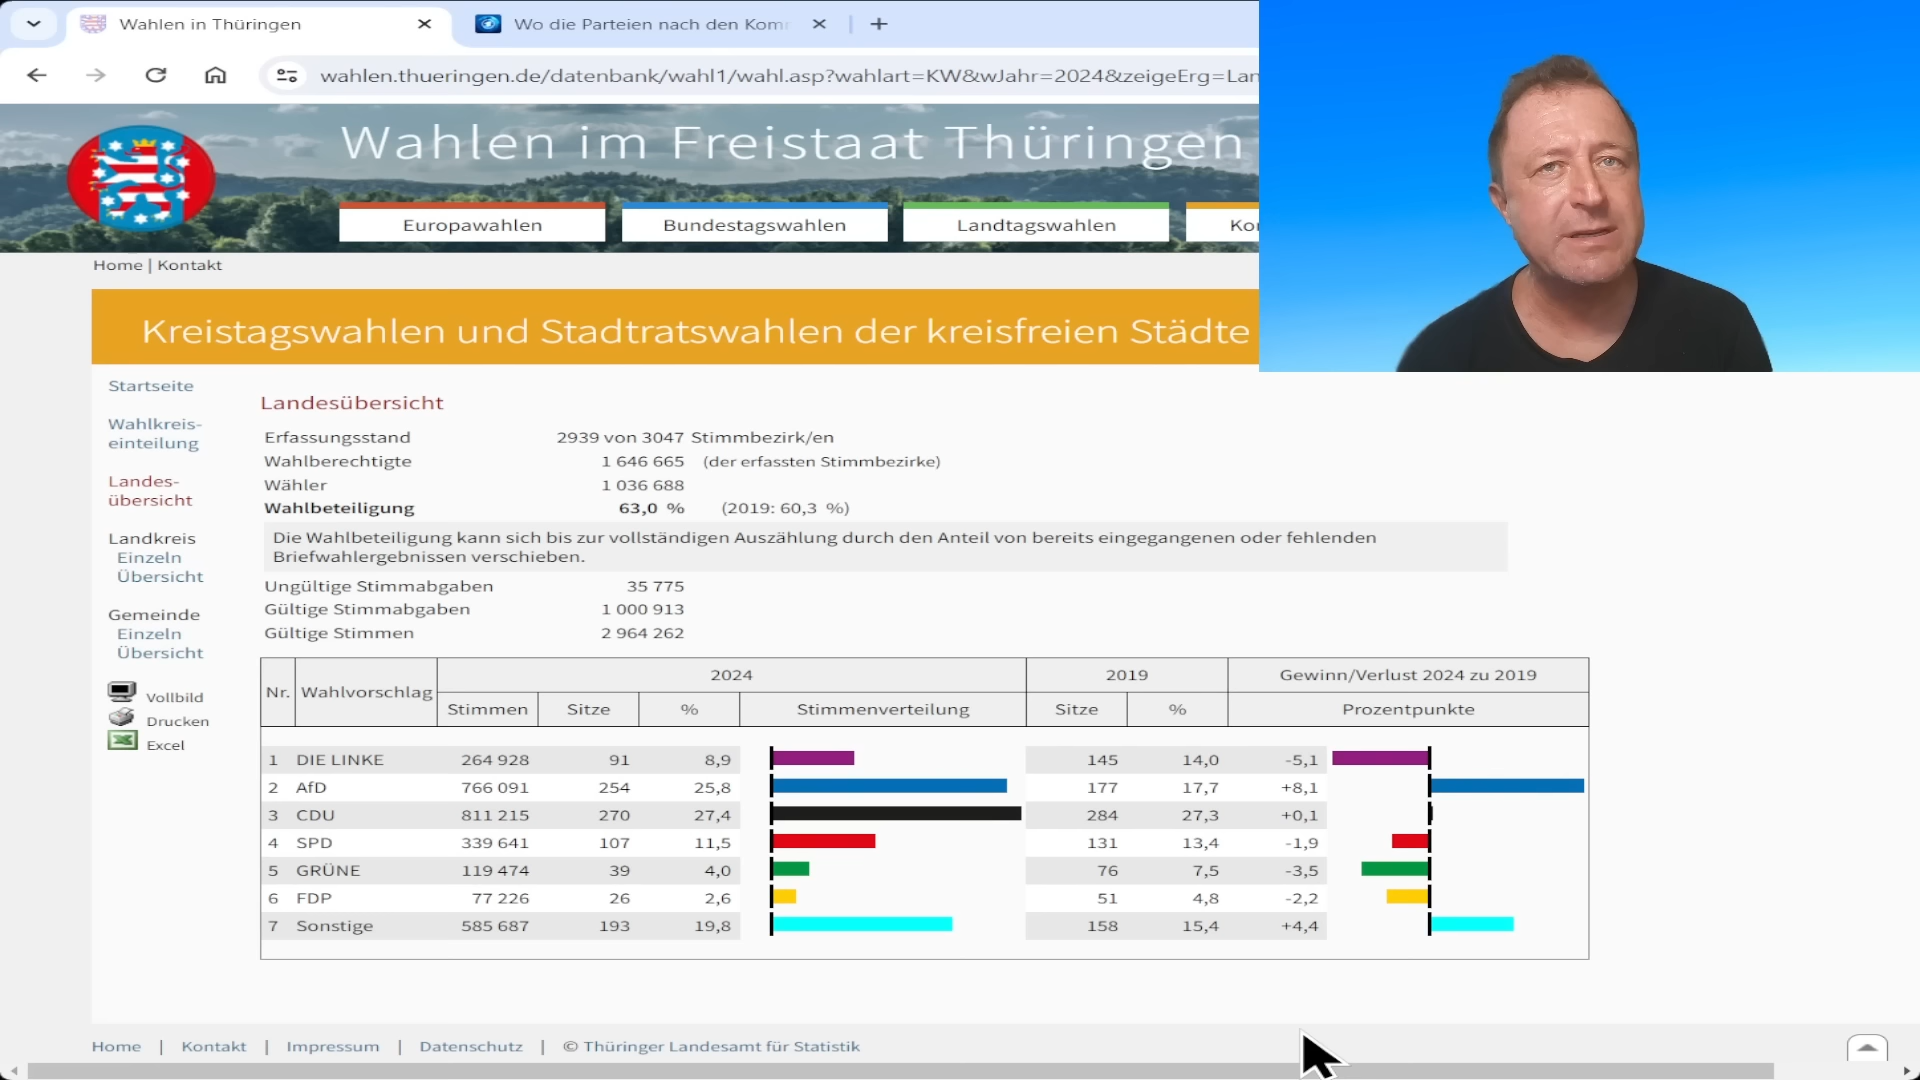 Wahlen in Thüringen
Wo die Parteien nach den Kom
wahlen.thueringen.de/datenbank/wahl1/wahl.asp?wahlart=KW&wJahr=2024&zeigeErg=Lan
Wahlen im Freistaat Thüringen
Europawahlen Bundestagswahlen Landtagswahlen
Home | Kontakt
Kreistagswahlen und Stadtratswahlen der kreisfreien Städte
Startseite
Wahlkreis-
einteilung
Landes-
übersicht
Landkreis
Einzeln
Übersicht
Gemeinde
Einzeln
Übersicht
Vollbild
Drucken
Excel
Landesübersicht
Erfassungsstand 2939 von 3047 Stimmbezirk/en
Wahlberechtigte 1 646 665 (der erfassten Stimmbezirke)
Wähler 1 036 688
Wahlbeteiligung 63,0 % (2019: 60,3 %)
Die Wahlbeteiligung kann sich bis zur vollständigen Auszählung durch den Anteil von bereits eingegangenen oder fehlenden
Briefwahlergebnissen verschieben.
Ungültige Stimmabgaben 35 775
Gültige Stimmabgaben 1 000 913
Gültige Stimmen 2 964 262
Nr. Wahlvorschlag 2024 2019 Gewinn/Verlust 2024 zu 2019
Stimmen Sitze % Stimmenverteilung Sitze % Prozentpunkte
1 DIE LINKE 264 928 91 8,9 145 14,0 -5,1
2 AfD 766 091 254 25,8 177 17,7 +8,1
3 CDU 811 215 270 27,4 284 27,3 +0,1
4 SPD 339 641 107 11,5 131 13,4 -1,9
5 GRÜNE 119 474 39 4,0 76 7,5 -3,5
6 FDP 77 226 26 2,6 51 4,8 -2,2
7 Sonstige 585 687 193 19,8 158 15,4 +4,4
Home | Kontakt | Impressum | Datenschutz | © Thüringer Landesamt für Statistik